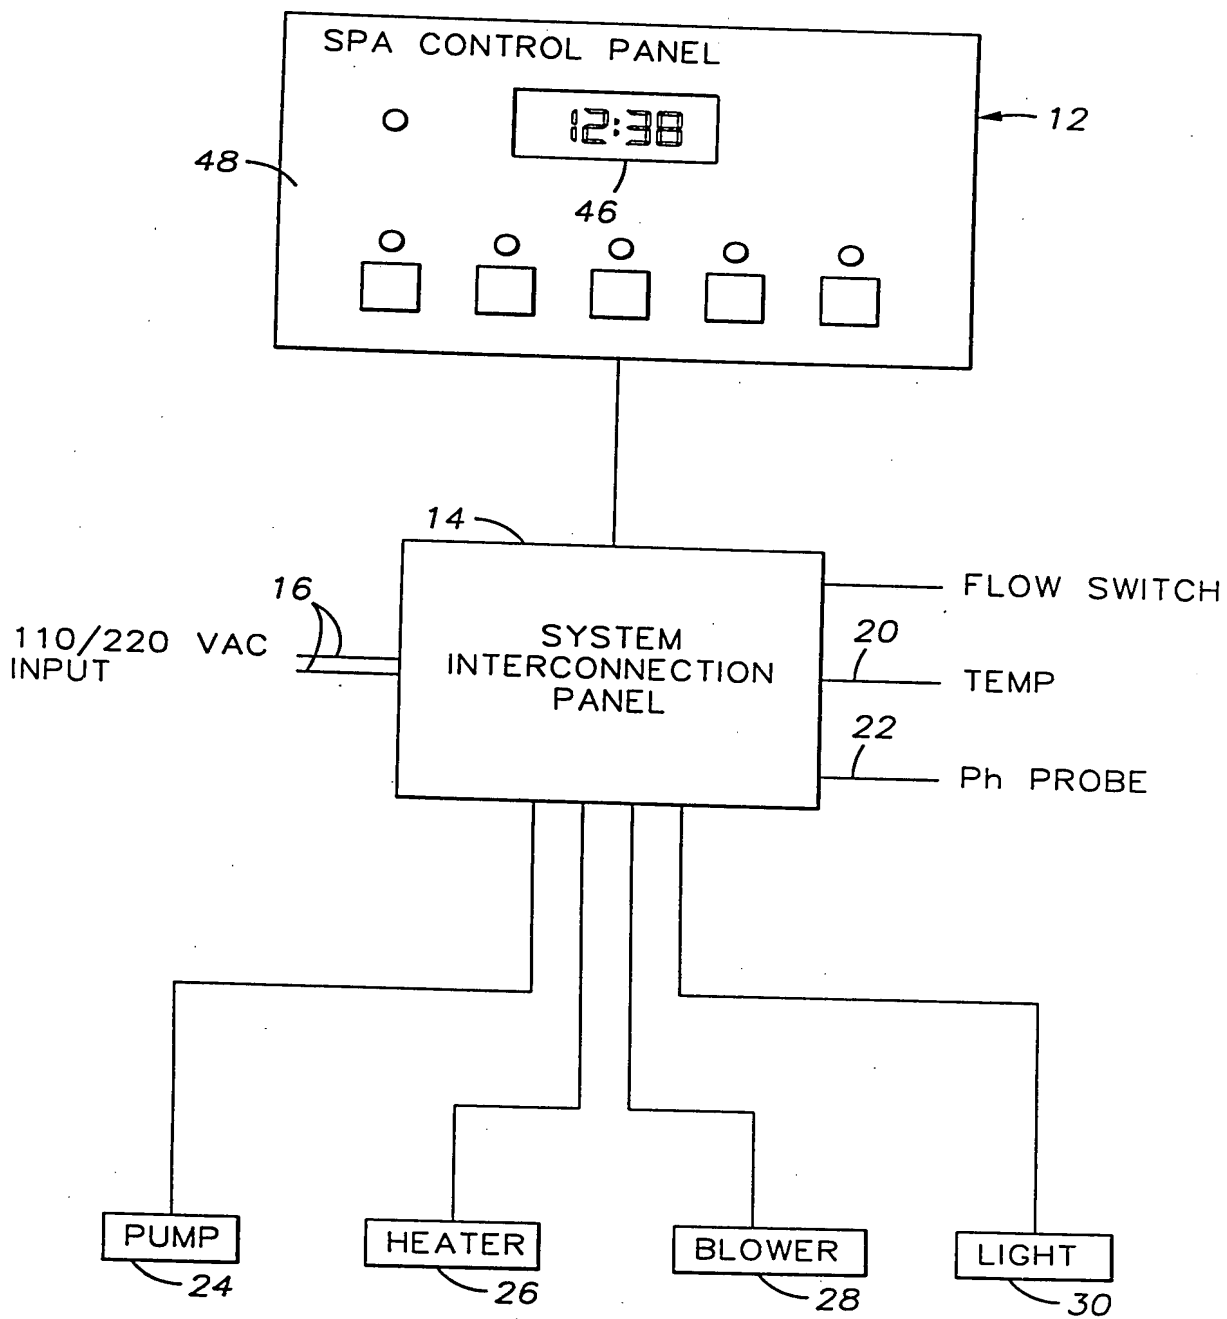 SPA CONTROL PANEL
12:38
12
48
46
14
16
110/220 VAC
INPUT
SYSTEM
INTERCONNECTION
PANEL
FLOW SWITCH
20
TEMP
22
Ph PROBE
PUMP
HEATER
BLOWER
LIGHT
24
26
28
30